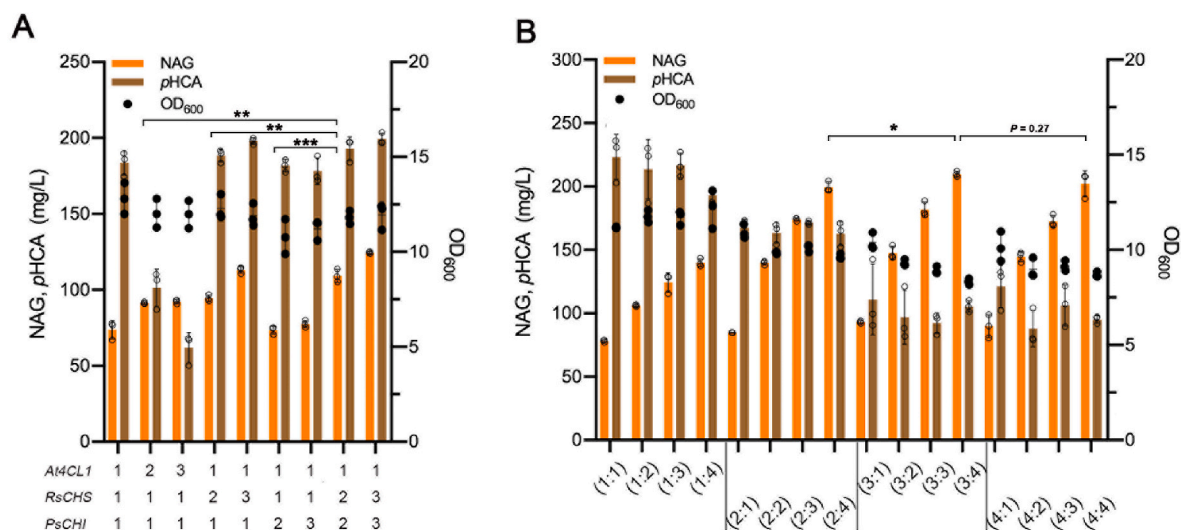 A
NAG
pHCA
OD600
NAG, pHCA (mg/L)
250
200
150
100
50
0
20
15
10
5
0
OD600
**
**
***
At4CL1 1 2 3 1 1 1 1 1 1
RsCHS 1 1 1 2 3 1 1 2 3
PsCHI 1 1 1 1 1 2 3 2 3
B
NAG
pHCA
OD600
NAG, pHCA (mg/L)
300
250
200
150
100
50
0
20
15
10
5
0
OD600
*
P = 0.27
(1:1) (1:2) (1:3) (1:4) (2:1) (2:2) (2:3) (2:4) (3:1) (3:2) (3:3) (3:4) (4:1) (4:2) (4:3) (4:4)